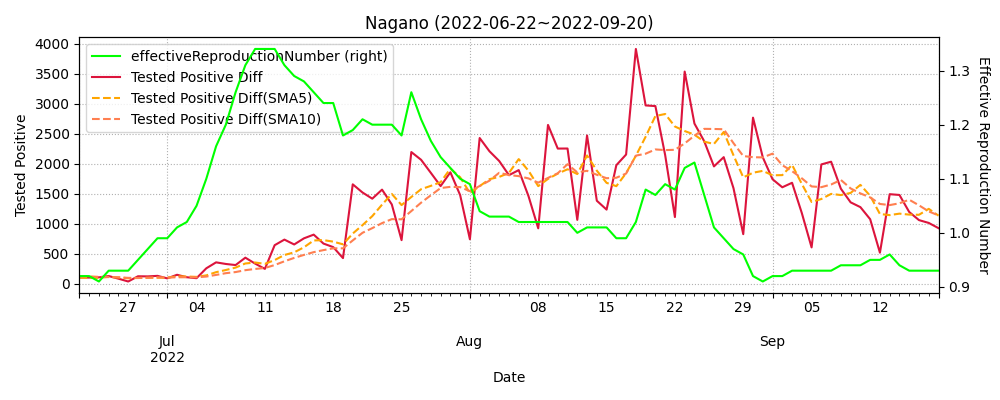 Nagano (2022-06-22~2022-09-20)
effectiveReproductionNumber (right)
Tested Positive Diff
Tested Positive Diff(SMA5)
Tested Positive Diff(SMA10)
Tested Positive
4000
3500
3000
2500
2000
1500
1000
500
0
Effective Reproduction Number
1.3
1.2
1.1
1.0
0.9
27 04 11 18 25 08 15 22 29 05 12
Jul Aug Sep
2022
Date